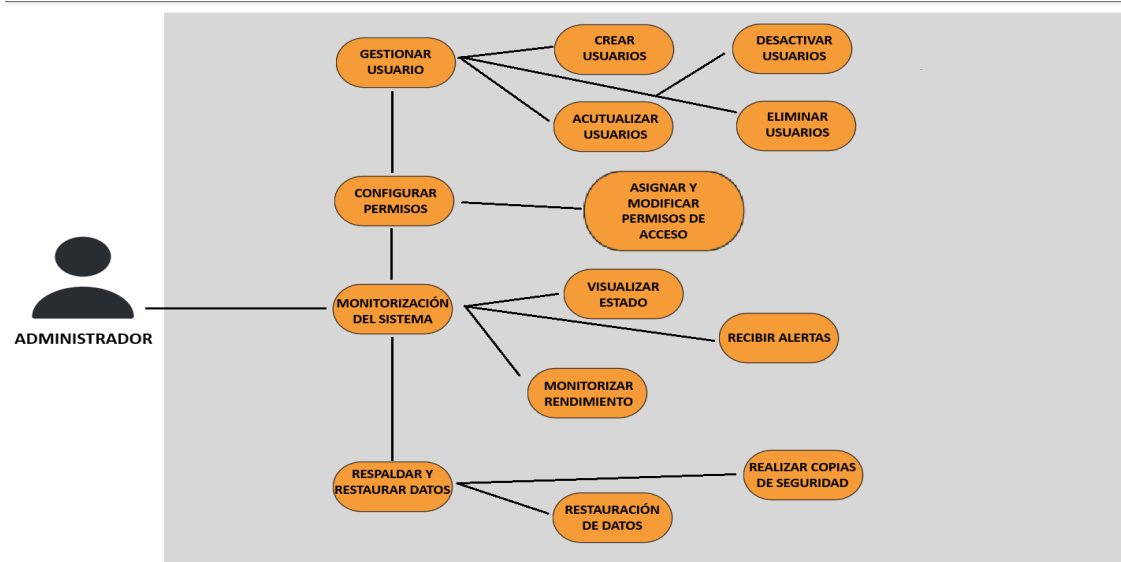 GESTIONAR
USUARIO
CREAR
USUARIOS
DESACTIVAR
USUARIOS
ACUTUALIZAR
USUARIOS
ELIMINAR
USUARIOS
CONFIGURAR
PERMISOS
ASIGNAR Y
MODIFICAR
PERMISOS DE
ACCESO
ADMINISTRADOR
MONITORIZACIÓN
DEL SISTEMA
VISUALIZAR
ESTADO
RECIBIR ALERTAS
MONITORIZAR
RENDIMIENTO
RESPALDAR Y
RESTAURAR DATOS
REALIZAR COPIAS
DE SEGURIDAD
RESTAURACIÓN
DE DATOS